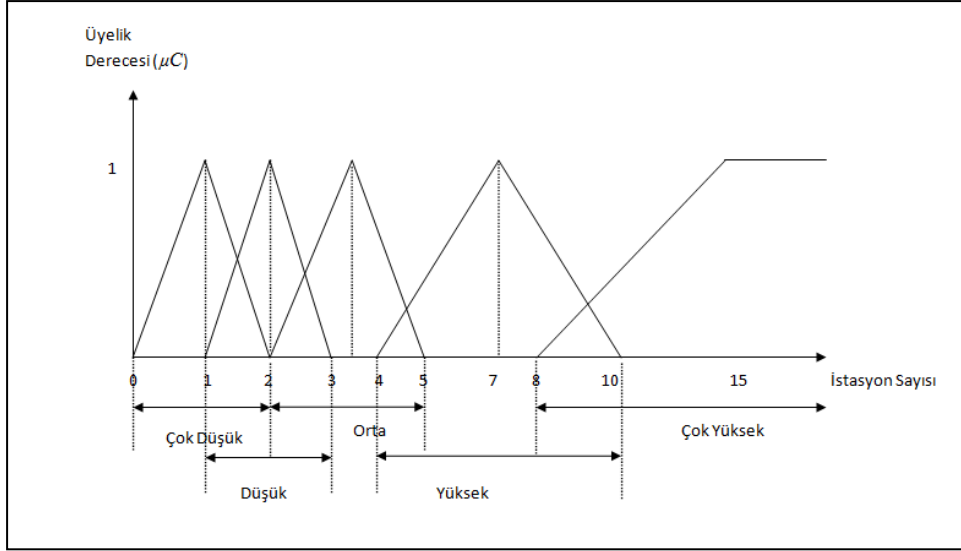 Üyelik
Derecesi (μC)
1
0 1 2 3 4 5 7 8 10 15 İstasyon Sayısı
Çok Düşük Orta Çok Yüksek
Düşük Yüksek